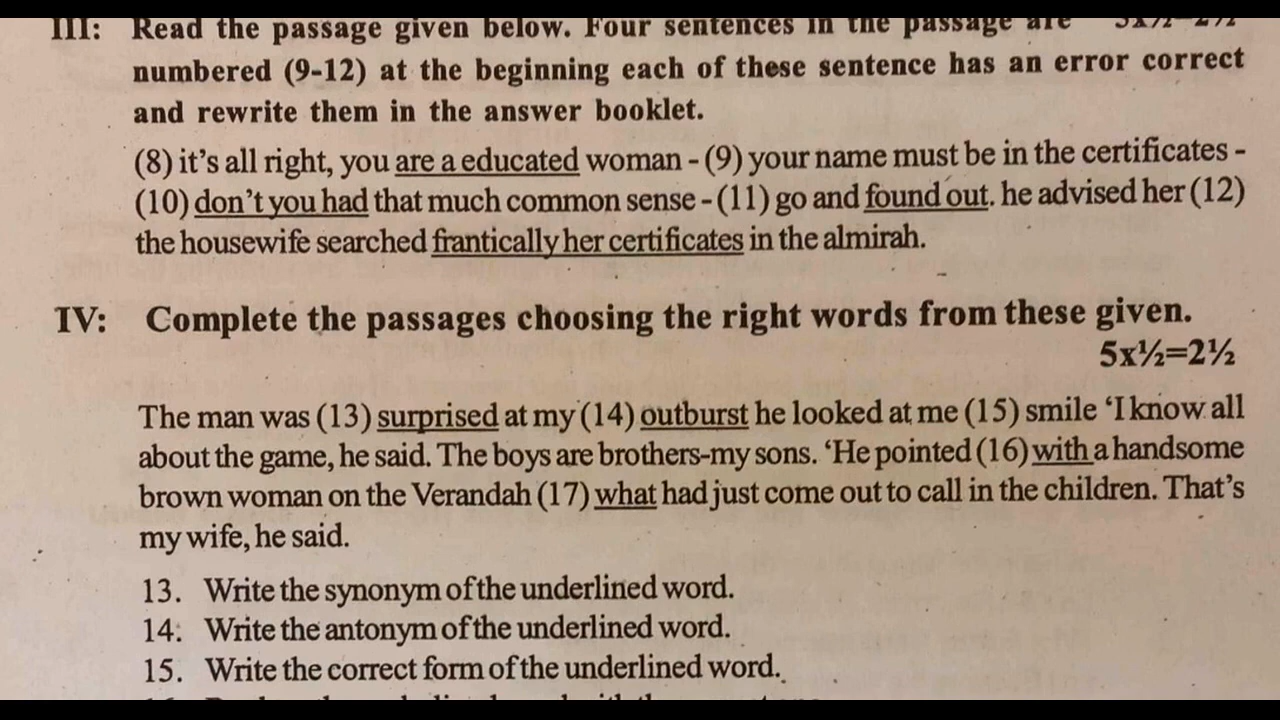 III: Read the passage given below. Four sentences in the passage are
numbered (9-12) at the beginning each of these sentence has an error correct
and rewrite them in the answer booklet.
(8) it's all right, you are a educated woman - (9) your name must be in the certificates -
(10) don't you had that much common sense - (11) go and found out. he advised her (12)
the housewife searched frantically her certificates in the almirah.
IV: Complete the passages choosing the right words from these given.
5x½=2½
The man was (13) surprised at my (14) outburst he looked at me (15) smile ‘I know all
about the game, he said. The boys are brothers-my sons. ‘He pointed (16) with a handsome
brown woman on the Verandah (17) what had just come out to call in the children. That's
my wife, he said.
13. Write the synonym of the underlined word.
14. Write the antonym of the underlined word.
15. Write the correct form of the underlined word.